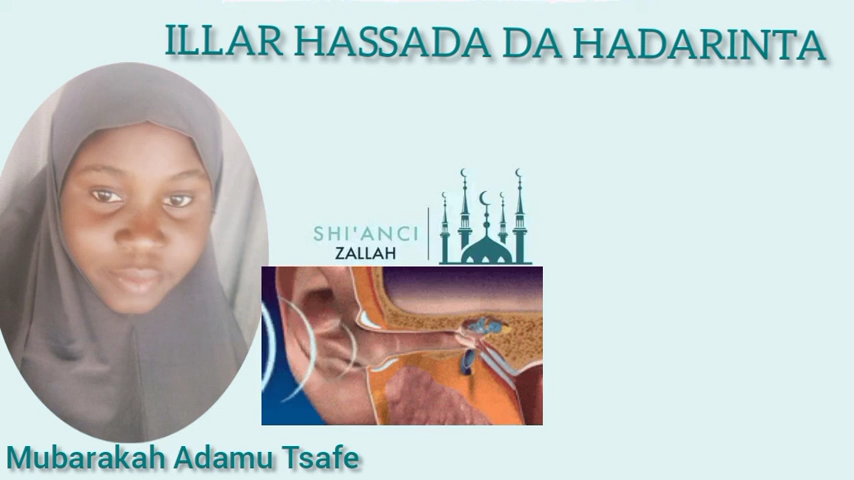 ILLAR HASSADA DA HADARINTA
SHI'ANCI
ZALLAH
Mubarakah Adamu Tsafe